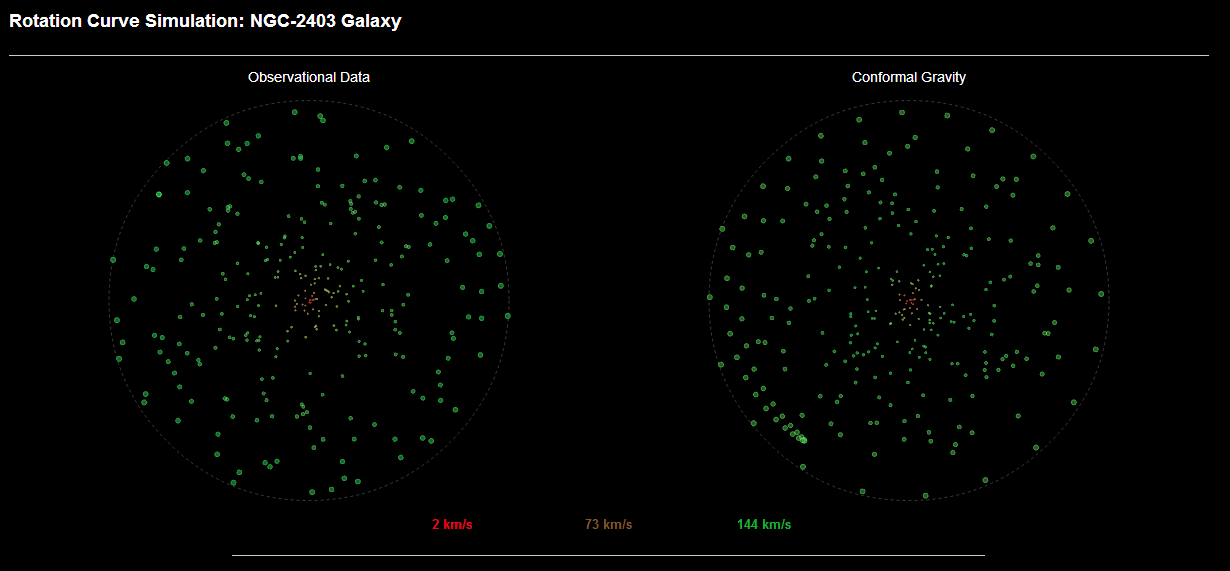 Rotation Curve Simulation: NGC-2403 Galaxy
Observational Data
Conformal Gravity
2 km/s
73 km/s
144 km/s